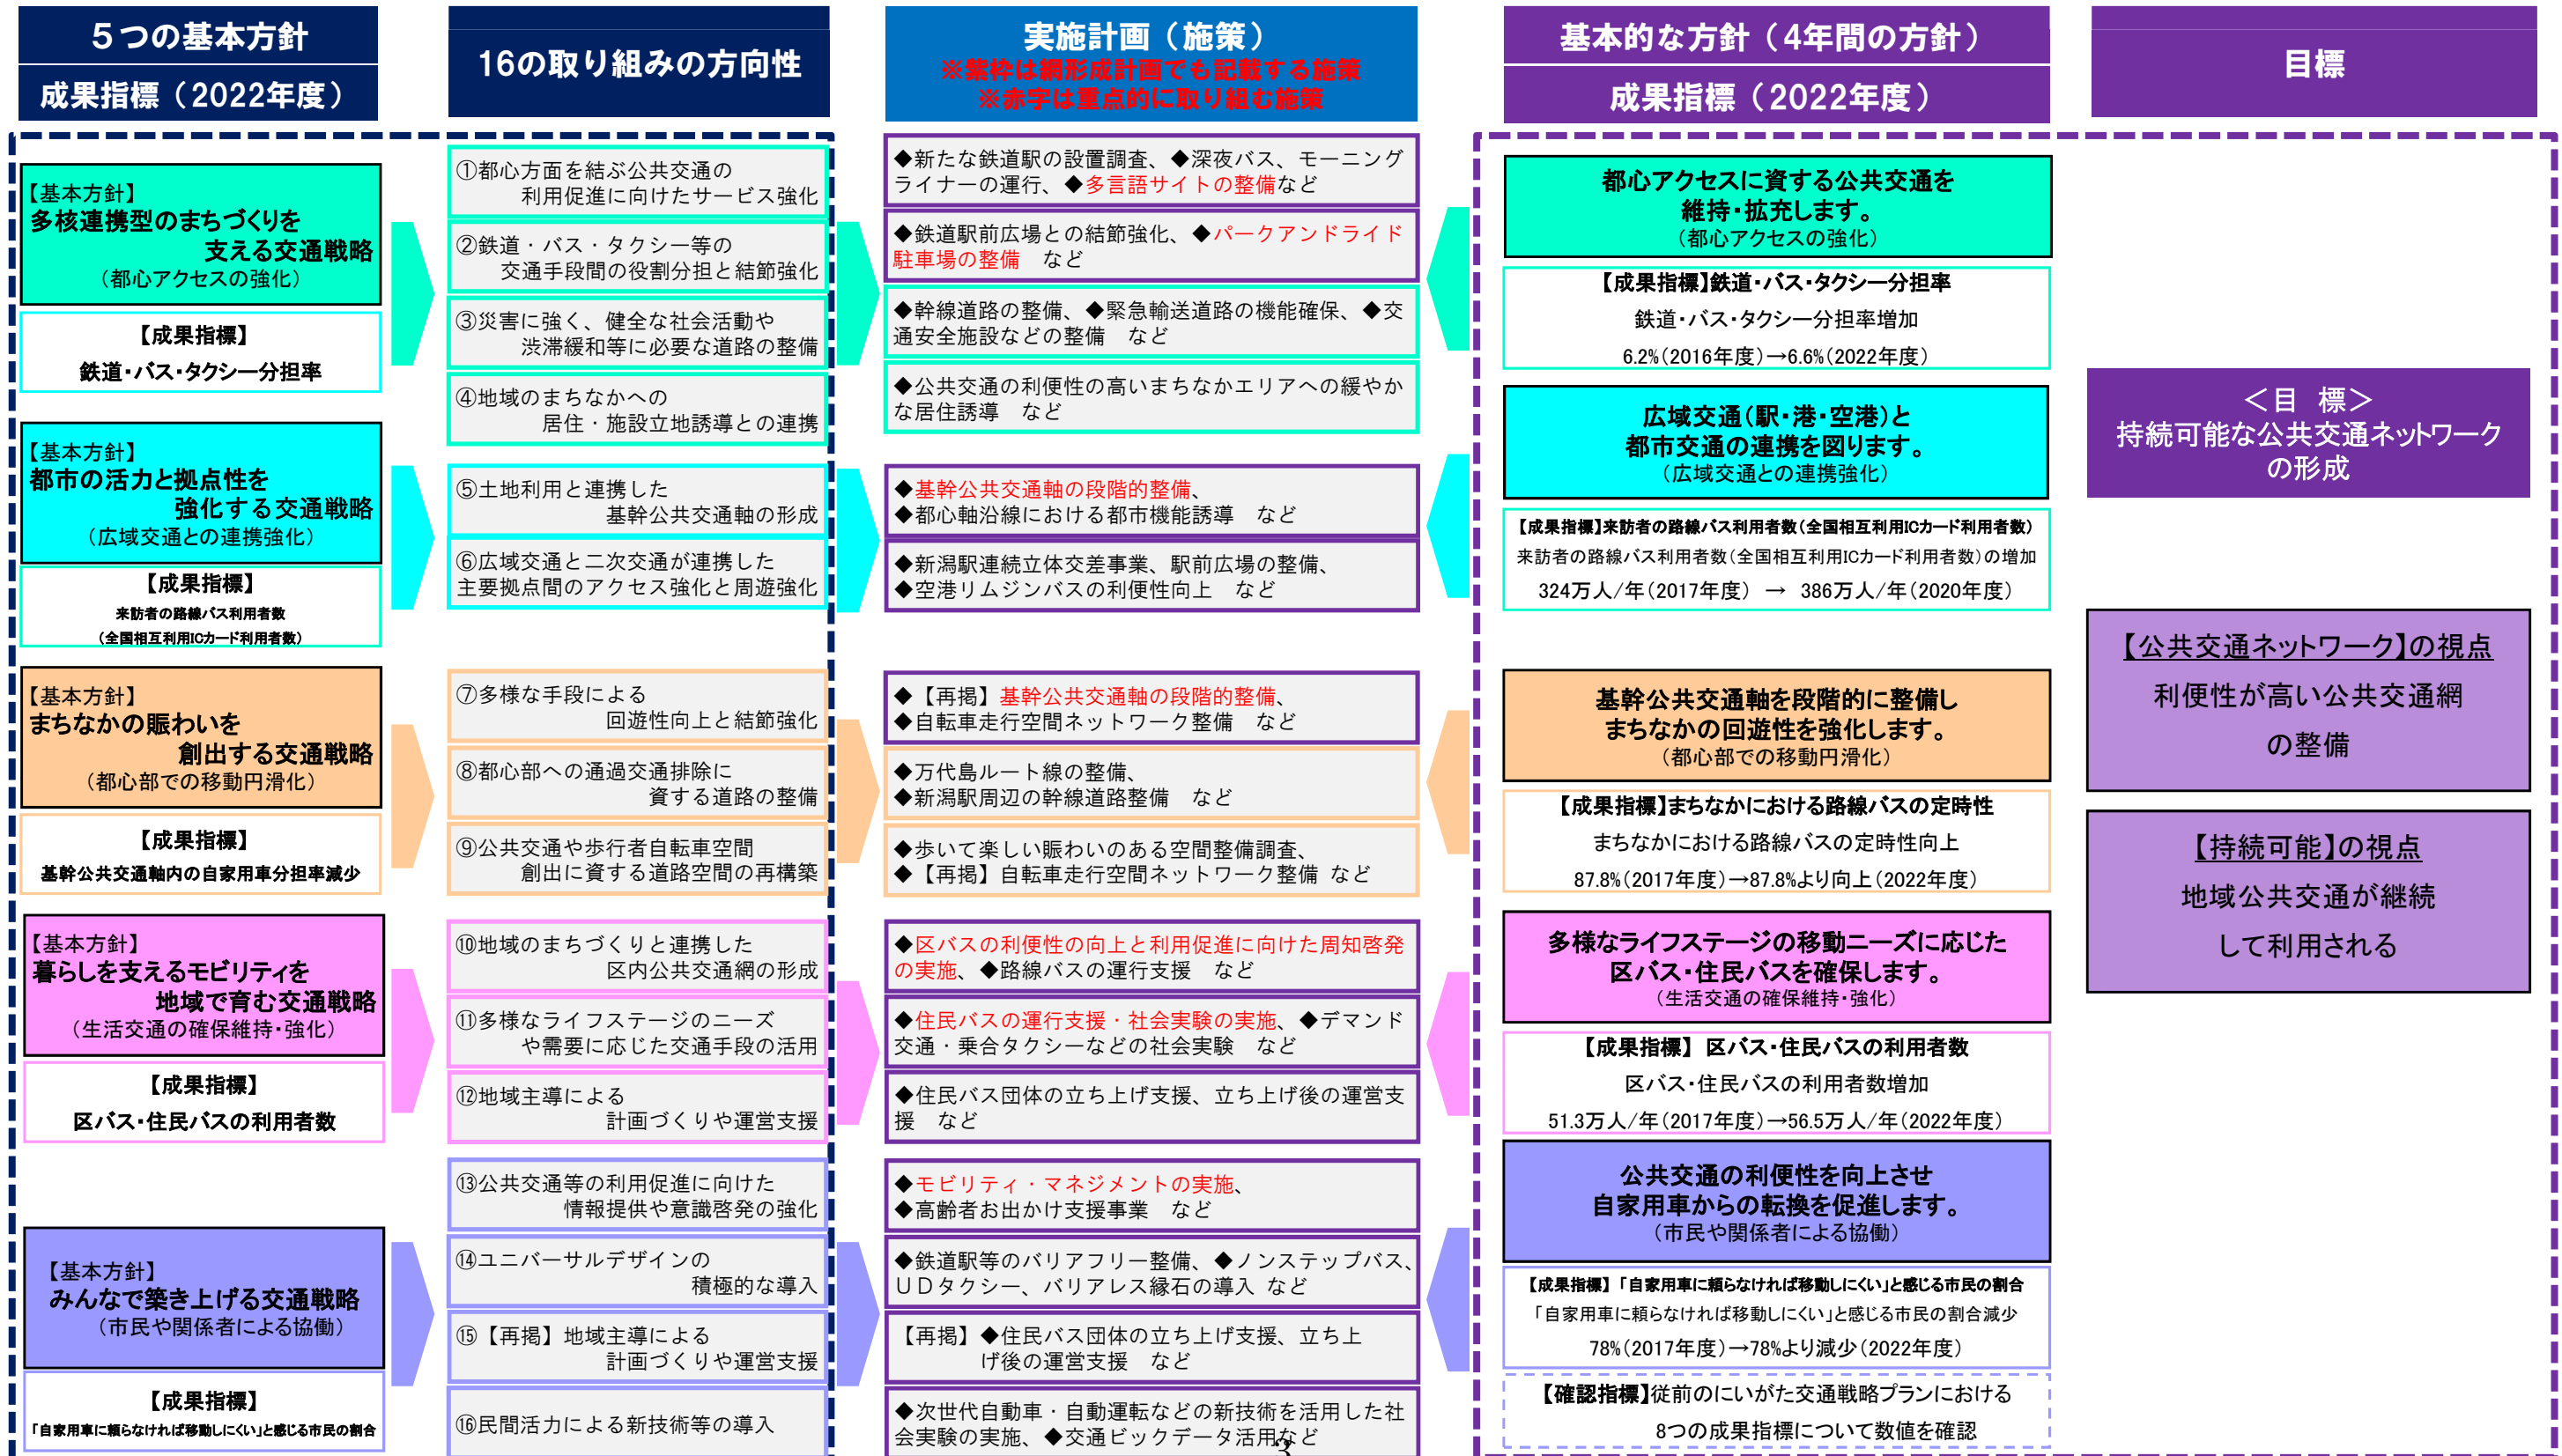 ５つの基本方針
成果指標（2022年度）
16の取り組みの方向性
実施計画（施策）
※紫枠は網形成計画でも記載する施策
※赤字は重点的に取り組む施策
基本的な方針（4年間の方針）
成果指標（2022年度）
目標
【基本方針】
多核連携型のまちづくりを
支える交通戦略
（都心アクセスの強化）
【成果指標】
鉄道・バス・タクシー分担率
【基本方針】
都市の活力と拠点性を
強化する交通戦略
（広域交通との連携強化）
【成果指標】
来訪者の路線バス利用者数
（全国相互利用ICカード利用者数）
【基本方針】
まちなかの賑わいを
創出する交通戦略
（都心部での移動円滑化）
【成果指標】
基幹公共交通軸内の自家用車分担率減少
【基本方針】
暮らしを支えるモビリティを
地域で育む交通戦略
（生活交通の確保維持・強化）
【成果指標】
区バス・住民バスの利用者数
【基本方針】
みんなで築き上げる交通戦略
（市民や関係者による協働）
【成果指標】
「自家用車に頼らなければ移動しにくい」と感じる市民の割合
①都心方面を結ぶ公共交通の
利用促進に向けたサービス強化
②鉄道・バス・タクシー等の
交通手段間の役割分担と結節強化
③災害に強く、健全な社会活動や
渋滞緩和等に必要な道路の整備
④地域のまちなかへの
居住・施設立地誘導との連携
⑤土地利用と連携した
基幹公共交通軸の形成
⑥広域交通と二次交通が連携した
主要拠点間のアクセス強化と周遊強化
⑦多様な手段による
回遊性向上と結節強化
⑧都心部への通過交通排除に
資する道路の整備
⑨公共交通や歩行者自転車空間
創出に資する道路空間の再構築
⑩地域のまちづくりと連携した
区内公共交通網の形成
⑪多様なライフステージのニーズ
や需要に応じた交通手段の活用
⑫地域主導による
計画づくりや運営支援
⑬公共交通等の利用促進に向けた
情報提供や意識啓発の強化
⑭ユニバーサルデザインの
積極的な導入
⑮【再掲】地域主導による
計画づくりや運営支援
⑯民間活力による新技術等の導入
◆新たな鉄道駅の設置調査、◆深夜バス、モーニング
ライナーの運行、◆多言語サイトの整備など
◆鉄道駅前広場との結節強化、◆パークアンドライド
駐車場の整備　など
◆幹線道路の整備、◆緊急輸送道路の機能確保、◆交
通安全施設などの整備　など
◆公共交通の利便性の高いまちなかエリアへの緩やか
な居住誘導　など
◆基幹公共交通軸の段階的整備、
◆都心軸沿線における都市機能誘導　など
◆新潟駅連続立体交差事業、駅前広場の整備、
◆空港リムジンバスの利便性向上　など
◆【再掲】基幹公共交通軸の段階的整備、
◆自転車走行空間ネットワーク整備　など
◆万代島ルート線の整備、
◆新潟駅周辺の幹線道路整備　など
◆歩いて楽しい賑わいのある空間整備調査、
◆【再掲】自転車走行空間ネットワーク整備 など
◆区バスの利便性の向上と利用促進に向けた周知啓発
の実施、◆路線バスの運行支援　など
◆住民バスの運行支援・社会実験の実施、◆デマンド
交通・乗合タクシーなどの社会実験　など
◆住民バス団体の立ち上げ支援、立ち上げ後の運営支
援　など
◆モビリティ・マネジメントの実施、
◆高齢者お出かけ支援事業　など
◆鉄道駅等のバリアフリー整備、◆ノンステップバス、
ＵＤタクシー、バリアレス縁石の導入 など
【再掲】◆住民バス団体の立ち上げ支援、立ち上
げ後の運営支援　など
◆次世代自動車・自動運転などの新技術を活用した社
会実験の実施、◆交通ビックデータ活用など
3
都心アクセスに資する公共交通を
維持・拡充します。
（都心アクセスの強化）
【成果指標】鉄道・バス・タクシー分担率
鉄道・バス・タクシー分担率増加
6.2%（2016年度）→6.6%（2022年度）
広域交通（駅・港・空港）と
都市交通の連携を図ります。
（広域交通との連携強化）
【成果指標】来訪者の路線バス利用者数（全国相互利用ICカード利用者数）
来訪者の路線バス利用者数（全国相互利用ICカード利用者数）の増加
324万人/年（2017年度） → 386万人/年（2020年度）
基幹公共交通軸を段階的に整備し
まちなかの回遊性を強化します。
（都心部での移動円滑化）
【成果指標】まちなかにおける路線バスの定時性
まちなかにおける路線バスの定時性向上
87.8%（2017年度）→87.8%より向上（2022年度）
多様なライフステージの移動ニーズに応じた
区バス・住民バスを確保します。
（生活交通の確保維持・強化）
【成果指標】 区バス・住民バスの利用者数
区バス・住民バスの利用者数増加
51.3万人/年（2017年度）→56.5万人/年（2022年度）
公共交通の利便性を向上させ
自家用車からの転換を促進します。
（市民や関係者による協働）
【成果指標】「自家用車に頼らなければ移動しにくい」と感じる市民の割合
「自家用車に頼らなければ移動しにくい」と感じる市民の割合減少
78%（2017年度）→78%より減少（2022年度）
【確認指標】従前のにいがた交通戦略プランにおける
8つの成果指標について数値を確認
＜目　標＞
持続可能な公共交通ネットワーク
の形成
【公共交通ネットワーク】の視点
利便性が高い公共交通網
の整備
【持続可能】の視点
地域公共交通が継続
して利用される